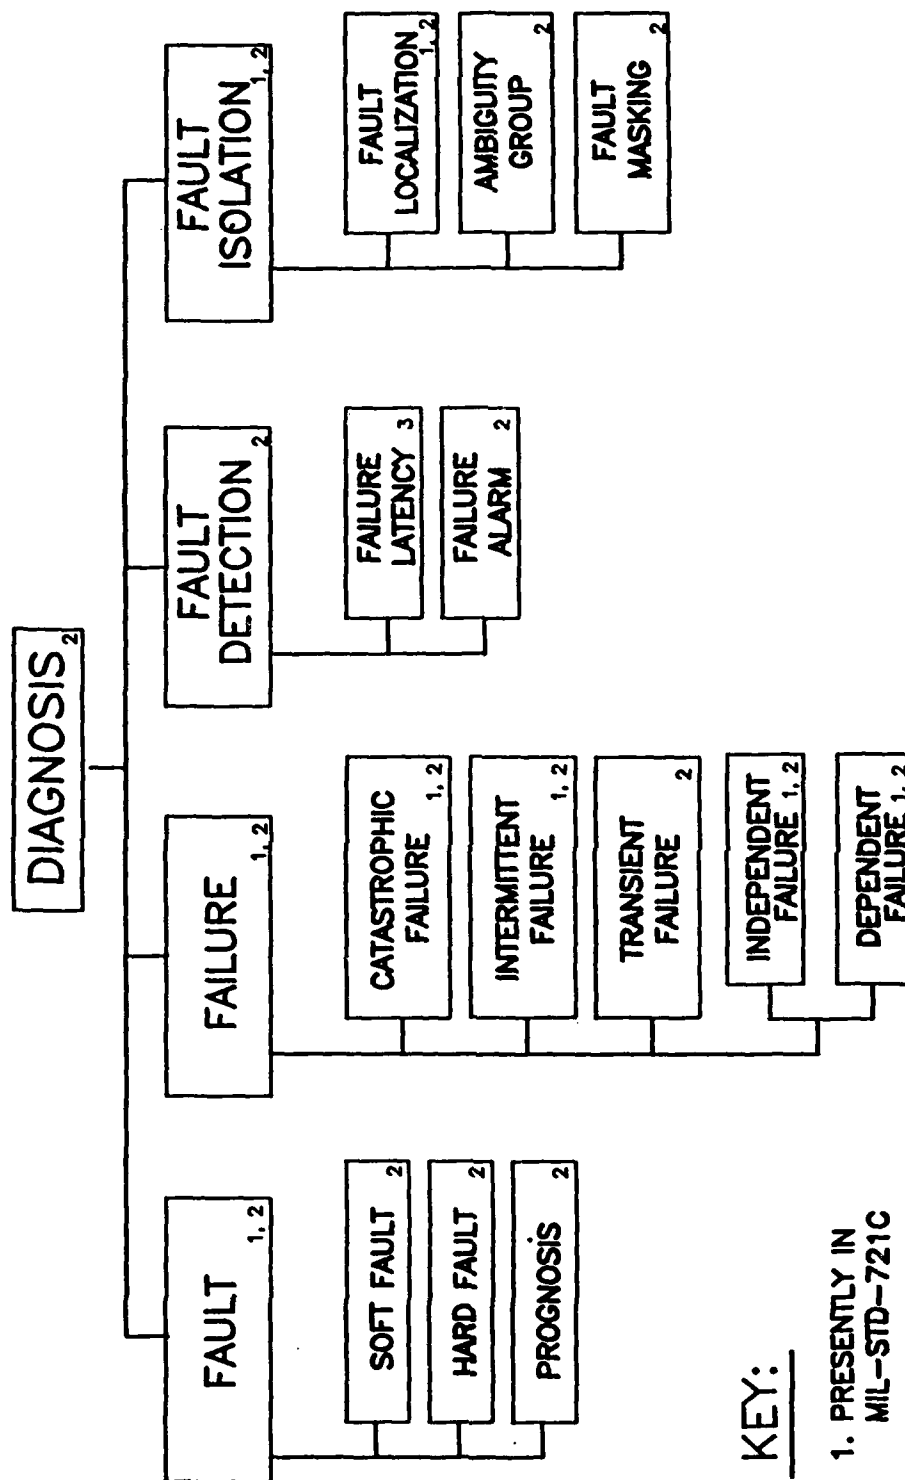 DIAGNOSIS 2
FAULT 1, 2
SOFT FAULT 2
HARD FAULT 2
PROGNOSIS 2
FAILURE 1, 2
CATASTROPHIC
FAILURE 1, 2
INTERMITTENT
FAILURE 1, 2
TRANSIENT
FAILURE 2
INDEPENDENT
FAILURE 1, 2
DEPENDENT
FAILURE 1, 2
FAULT
DETECTION 2
FAILURE
LATENCY 3
FAILURE
ALARM 2
FAULT
ISOLATION 1, 2
FAULT
LOCALIZATION 1, 2
AMBIGUITY
GROUP 2
FAULT
MASKING 2
KEY:
1. PRESENTLY IN
MIL-STD-721C